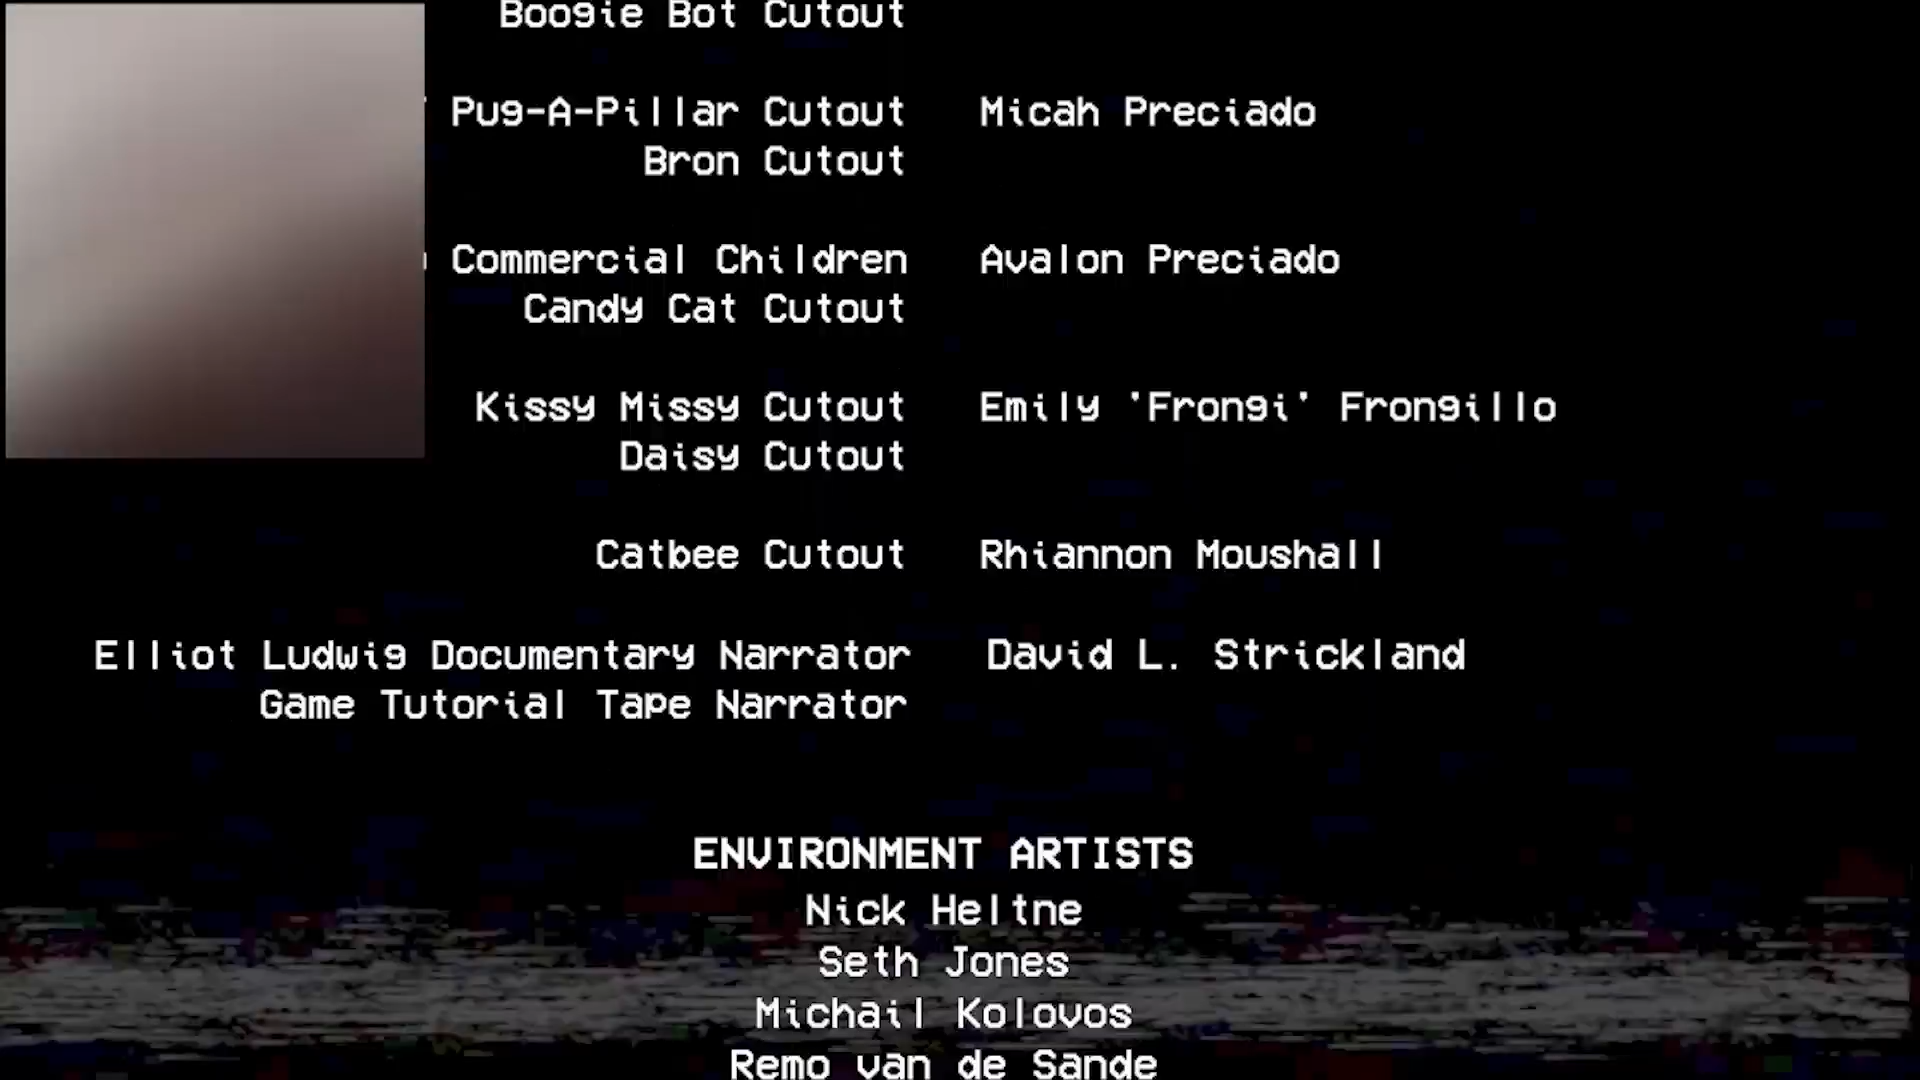 Boogie Bot Cutout
Pug-A-Pillar Cutout Micah Preciado
Bron Cutout
Commercial Children Avalon Preciado
Candy Cat Cutout
Kissy Missy Cutout Emily 'Frongi' Frongillo
Daisy Cutout
Catbee Cutout Rhiannon Moushall
Elliot Ludwig Documentary Narrator David L. Strickland
Game Tutorial Tape Narrator
ENVIRONMENT ARTISTS
Nick Heltne
Seth Jones
Michail Kolovos
Remo van de Sande